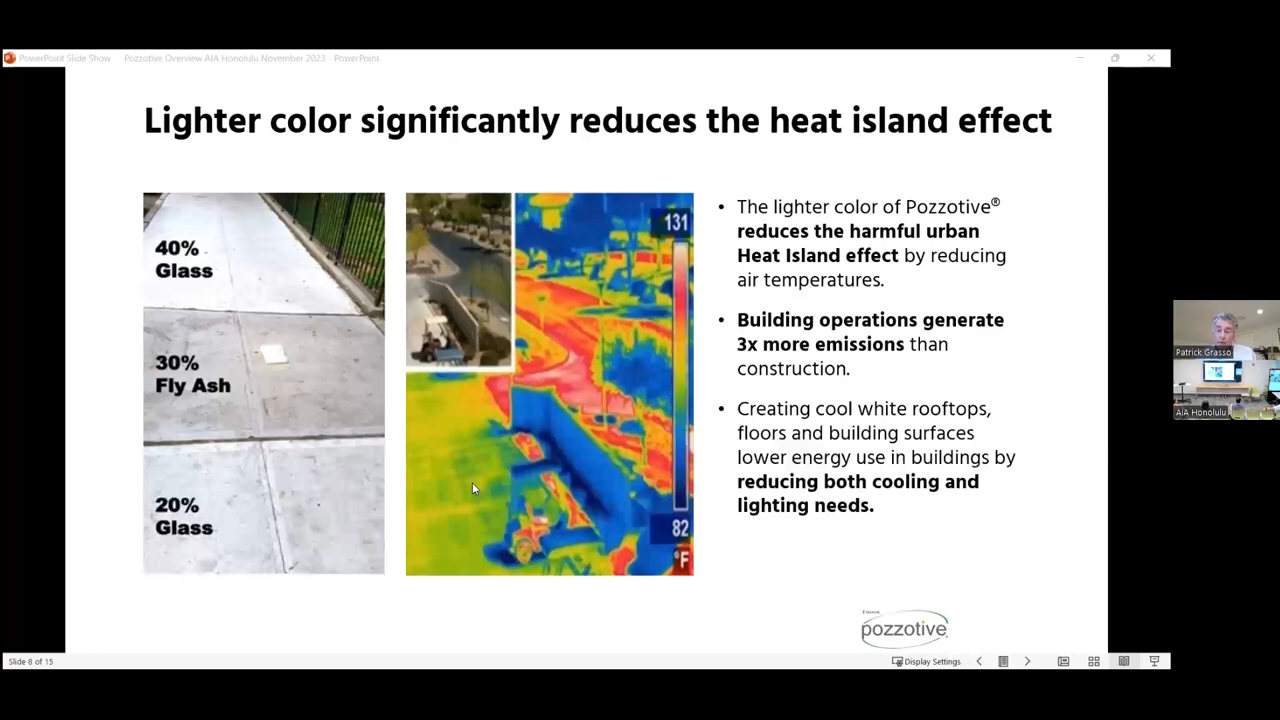 PowerPoint Slide Show
Pozzotive Overview AIA Honolulu November 2023 - PowerPoint
Lighter color significantly reduces the heat island effect
40%
Glass
30%
Fly Ash
20%
Glass
131
82
°F
• The lighter color of Pozzotive®
reduces the harmful urban
Heat Island effect by reducing
air temperatures.
• Building operations generate
3x more emissions than
construction.
• Creating cool white rooftops,
floors and building surfaces
lower energy use in buildings by
reducing both cooling and
lighting needs.
Think
pozzotive
Patrick Grasso
AIA Honolulu
Slide 8 of 15
Display Settings